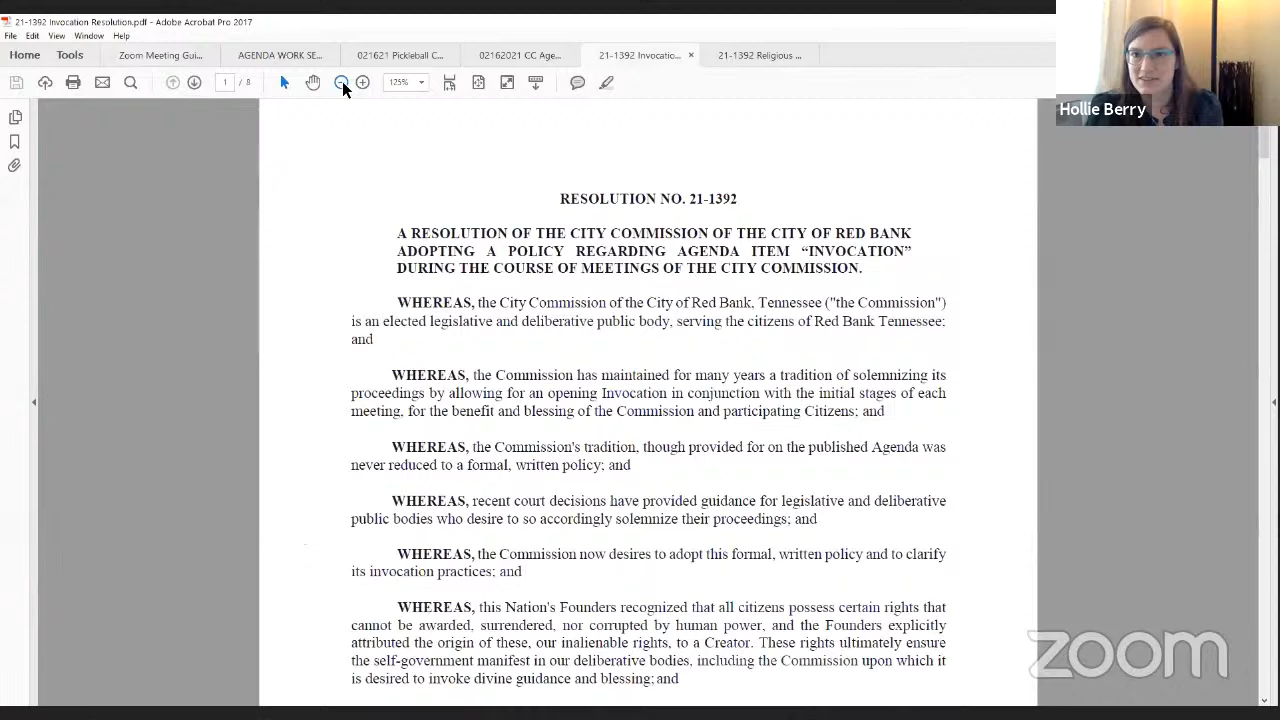 21-1392 Invocation Resolution.pdf - Adobe Acrobat Pro 2017
File Edit View Window Help
Home Tools Zoom Meeting Gui... AGENDA WORK SE... 021621 Pickleball C... 02162021 CC Age... 21-1392 Invocatio... × 21-1392 Religious ...
1 / 8 125%
Hollie Berry
RESOLUTION NO. 21-1392
A RESOLUTION OF THE CITY COMMISSION OF THE CITY OF RED BANK
ADOPTING A POLICY REGARDING AGENDA ITEM “INVOCATION”
DURING THE COURSE OF MEETINGS OF THE CITY COMMISSION.
WHEREAS, the City Commission of the City of Red Bank, Tennessee ("the Commission")
is an elected legislative and deliberative public body, serving the citizens of Red Bank Tennessee;
and
WHEREAS, the Commission has maintained for many years a tradition of solemnizing its
proceedings by allowing for an opening Invocation in conjunction with the initial stages of each
meeting, for the benefit and blessing of the Commission and participating Citizens; and
WHEREAS, the Commission's tradition, though provided for on the published Agenda was
never reduced to a formal, written policy; and
WHEREAS, recent court decisions have provided guidance for legislative and deliberative
public bodies who desire to so accordingly solemnize their proceedings; and
WHEREAS, the Commission now desires to adopt this formal, written policy and to clarify
its invocation practices; and
WHEREAS, this Nation's Founders recognized that all citizens possess certain rights that
cannot be awarded, surrendered, nor corrupted by human power, and the Founders explicitly
attributed the origin of these, our inalienable rights, to a Creator. These rights ultimately ensure
the self-government manifest in our deliberative bodies, including the Commission upon which it
is desired to invoke divine guidance and blessing; and
zoom